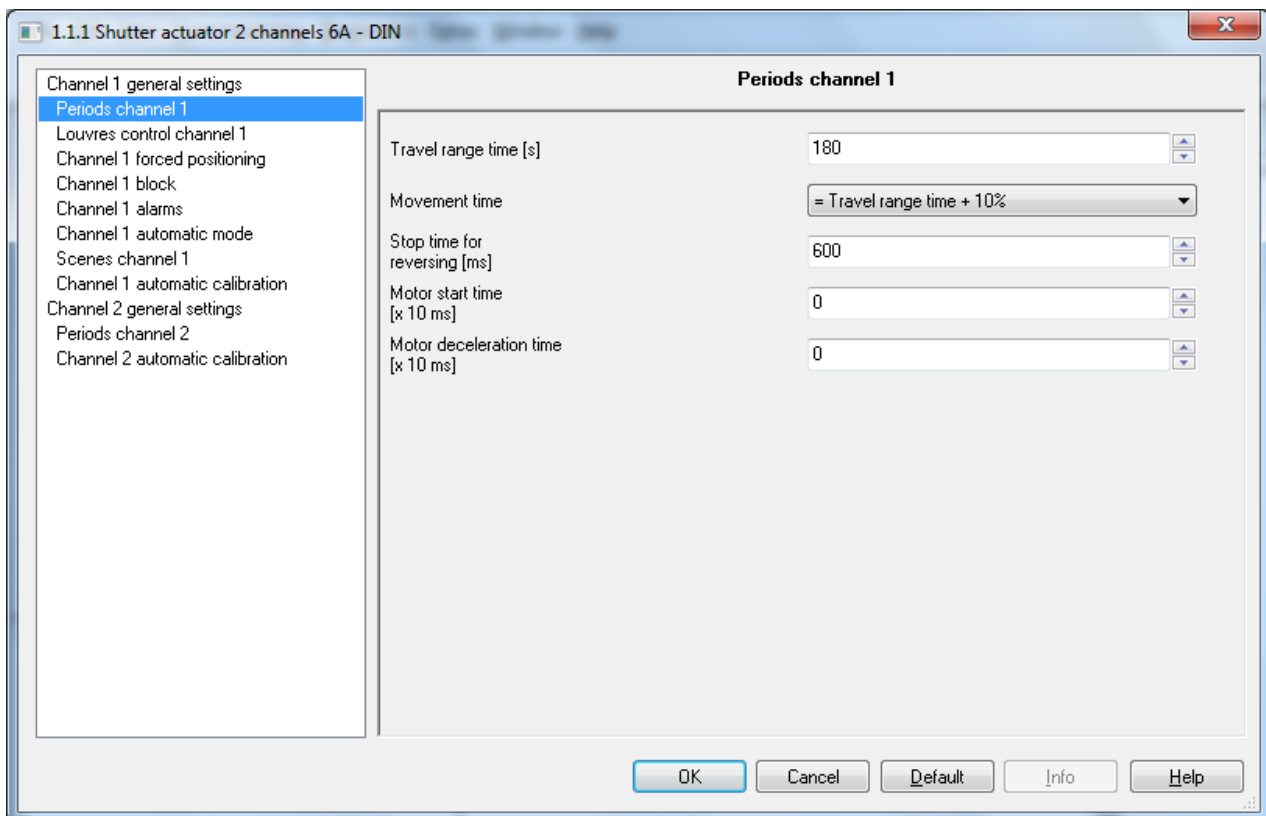 1.1.1 Shutter actuator 2 channels 6A - DIN
Channel 1 general settings
Periods channel 1
Louvres control channel 1
Channel 1 forced positioning
Channel 1 block
Channel 1 alarms
Channel 1 automatic mode
Scenes channel 1
Channel 1 automatic calibration
Channel 2 general settings
Periods channel 2
Channel 2 automatic calibration
Periods channel 1
Travel range time [s]
180
Movement time
= Travel range time + 10%
Stop time for
reversing [ms]
600
Motor start time
[x 10 ms]
0
Motor deceleration time
[x 10 ms]
0
OK
Cancel
Default
Info
Help